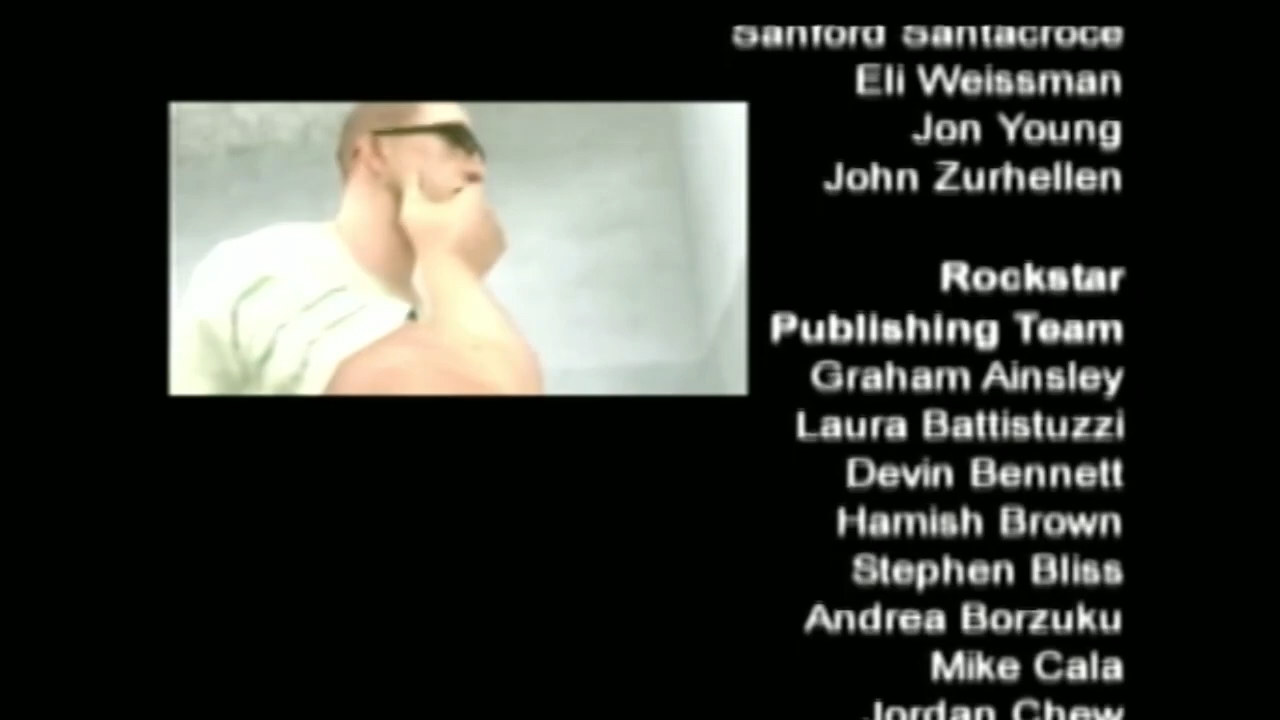 Sanford Santacroce
Eli Weissman
Jon Young
John Zurhellen
Rockstar
Publishing Team
Graham Ainsley
Laura Battistuzzi
Devin Bennett
Hamish Brown
Stephen Bliss
Andrea Borzuku
Mike Cala
Jordan Chew